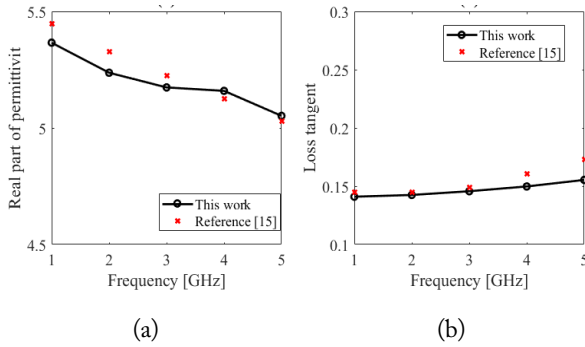 5.5
5
4.5
Real part of permittivit
This work
Reference [15]
1 2 3 4 5
Frequency [GHz]
(a)
0.3
0.25
0.2
0.15
0.1
Loss tangent
This work
Reference [15]
1 2 3 4 5
Frequency [GHz]
(b)